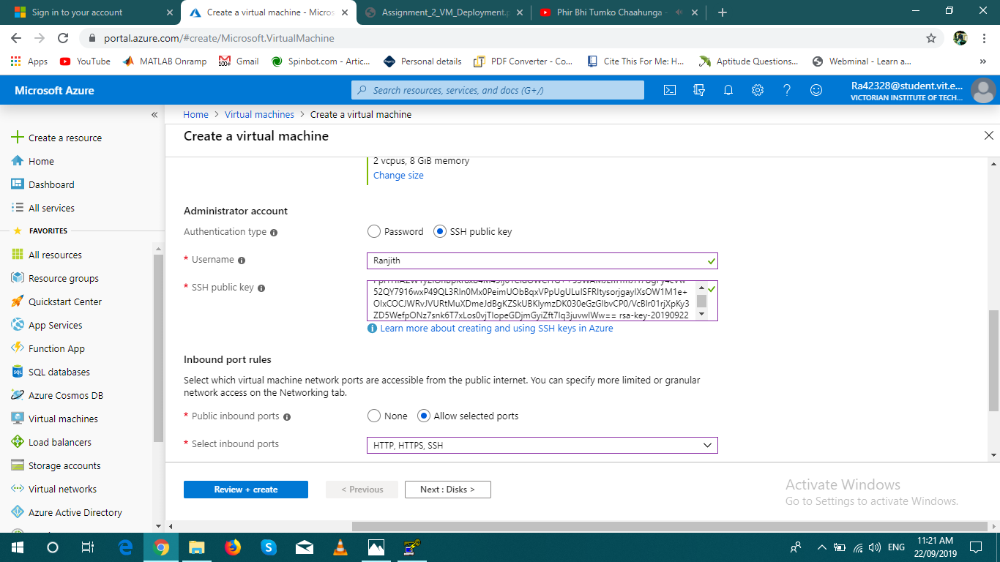 Sign in to your account
Create a virtual machine - Micros
Assignment_2_VM_Deployment.p
Phir Bhi Tumko Chaahunga -
portal.azure.com/#create/Microsoft.VirtualMachine
Apps
YouTube
MATLAB Onramp
100+
Gmail
Spinbot.com - Artic...
Personal details
PDF Converter - Co...
Cite This For Me: H...
Aptitude Questions...
Webminal - Learn a...
Microsoft Azure
Search resources, services, and docs (G+/)
Ra42328@student.vit.e...
VICTORIAN INSTITUTE OF TECH...
Create a resource
Home
Dashboard
All services
FAVORITES
All resources
Resource groups
Quickstart Center
App Services
Function App
SQL databases
Azure Cosmos DB
Virtual machines
Load balancers
Storage accounts
Virtual networks
Azure Active Directory
Home > Virtual machines > Create a virtual machine
Create a virtual machine
2 vcpus, 8 GiB memory
Change size
Administrator account
Authentication type
Password
SSH public key
* Username
Ranjith
* SSH public key
52QY7916wxP49QL3RIn0Mx0PeimUObBqxVPpUgULuISFRItysorjgayIXsOW1M1e+
OIxCOCJWRvJVURtMuXDmeJdBgKZSkUBKlymzDK030eGzGlbvCP0/VcBlr01rjXpKy3
ZD5WefpONz7snk6T7xLos0vjTlopeGDjmGyiZft7Iq3juvwIWw== rsa-key-20190922
Learn more about creating and using SSH keys in Azure
Inbound port rules
Select which virtual machine network ports are accessible from the public internet. You can specify more limited or granular
network access on the Networking tab.
* Public inbound ports
None
Allow selected ports
* Select inbound ports
HTTP, HTTPS, SSH
Review + create
< Previous
Next : Disks >
Activate Windows
Go to Settings to activate Windows.
ENG
11:21 AM
22/09/2019